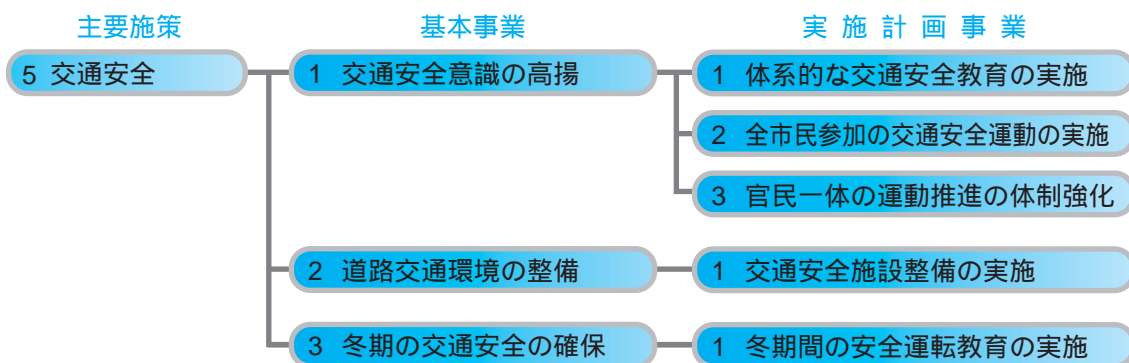 主要施策 基本事業 実施計画事業
5 交通安全 1 交通安全意識の高揚 1 体系的な交通安全教育の実施
2 全市民参加の交通安全運動の実施
3 官民一体の運動推進の体制強化
2 道路交通環境の整備 1 交通安全施設整備の実施
3 冬期の交通安全の確保 1 冬期間の安全運転教育の実施